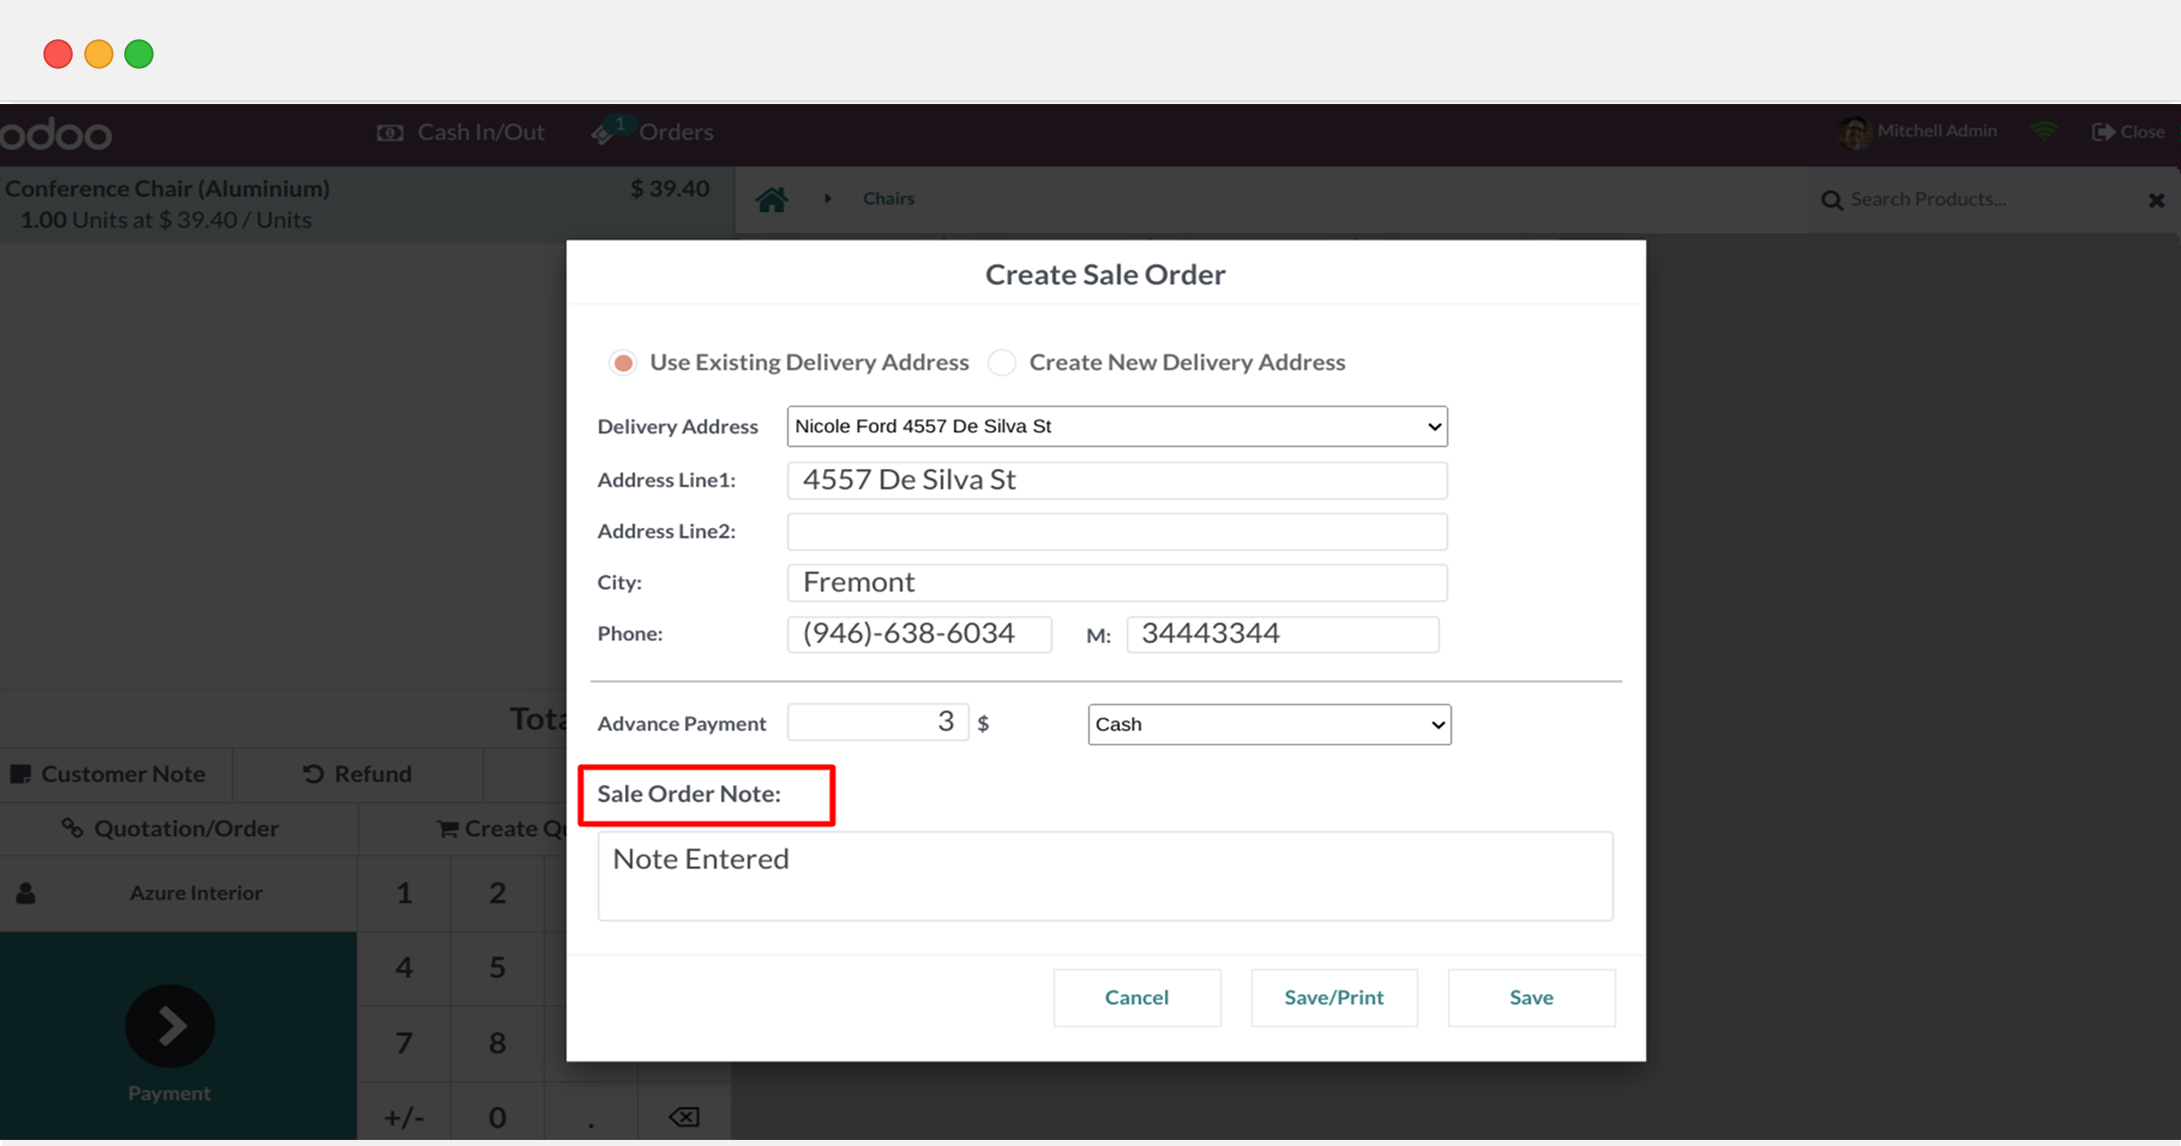 odoo
Cash In/Out
1
Orders
Mitchell Admin
Close
Conference Chair (Aluminium)
$ 39.40
1.00 Units at $ 39.40 / Units
Chairs
Search Products...
Create Sale Order
Use Existing Delivery Address
Create New Delivery Address
Delivery Address
Nicole Ford 4557 De Silva St
Address Line1:
4557 De Silva St
Address Line2:
City:
Fremont
Phone:
(946)-638-6034
M:
34443344
Advance Payment
3
$
Cash
Sale Order Note:
Note Entered
Cancel
Save/Print
Save
Customer Note
Refund
Quotation/Order
Create
Azure Interior
1
2
4
5
7
8
+/-
0
.
Payment